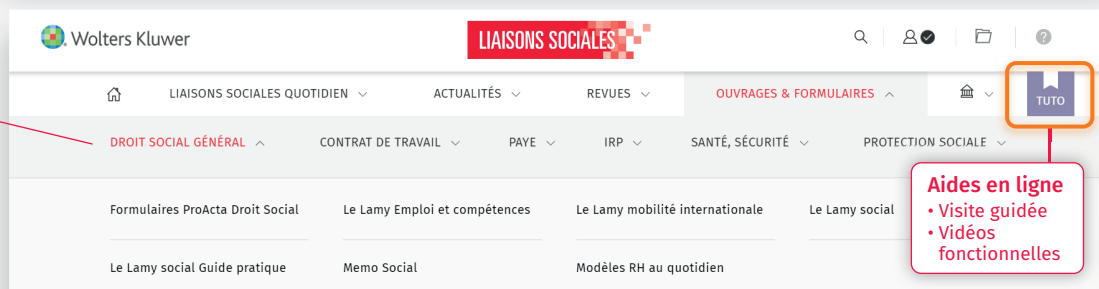 Wolters Kluwer
LIAISONS SOCIALES
LIAISONS SOCIALES QUOTIDIEN
ACTUALITÉS
REVUES
OUVRAGES & FORMULAIRES
TUTO
DROIT SOCIAL GÉNÉRAL
CONTRAT DE TRAVAIL
PAYE
IRP
SANTÉ, SÉCURITÉ
PROTECTION SOCIALE
Aides en ligne
• Visite guidée
• Vidéos
fonctionnelles
Formulaires ProActa Droit Social
Le Lamy Emploi et compétences
Le Lamy mobilité internationale
Le Lamy social
Le Lamy social Guide pratique
Memo Social
Modèles RH au quotidien